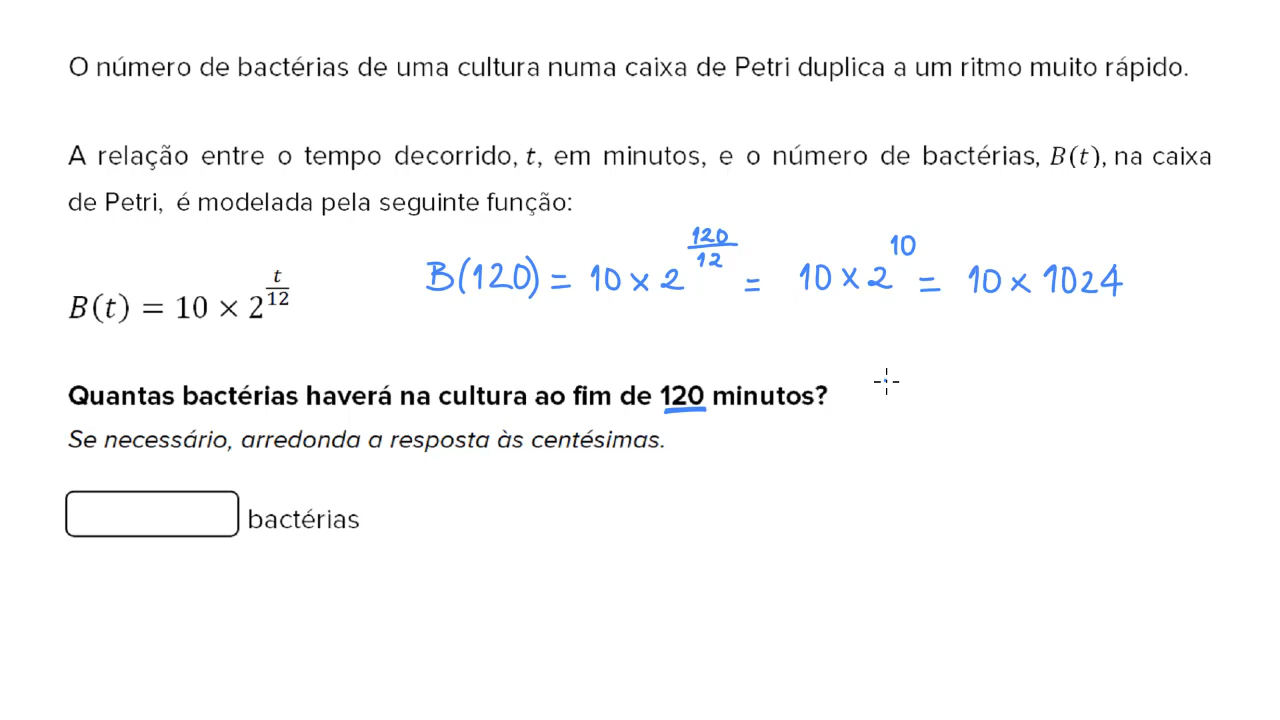 O número de bactérias de uma cultura numa caixa de Petri duplica a um ritmo muito rápido.
A relação entre o tempo decorrido, t, em minutos, e o número de bactérias, B(t), na caixa
de Petri, é modelada pela seguinte função:
B(t) = 10 × 2^(t/12)
B(120) = 10 × 2^(120/12) = 10 × 2^10 = 10 × 1024
Quantas bactérias haverá na cultura ao fim de 120 minutos?
Se necessário, arredonda a resposta às centésimas.
bactérias